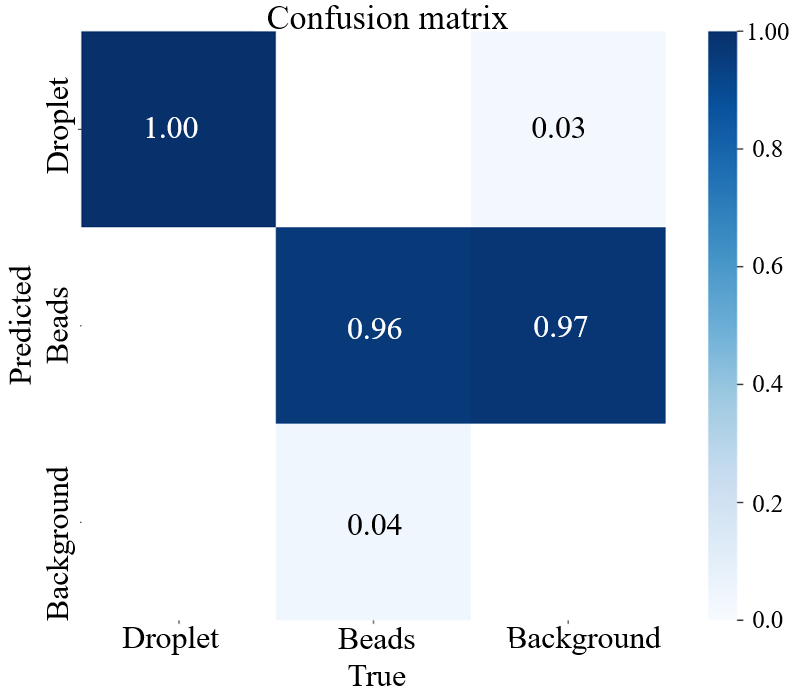 Confusion matrix
Predicted
Droplet
Beads
Background
1.00
0.03
0.96
0.97
0.04
Droplet
Beads
Background
True
1.00
0.8
0.6
0.4
0.2
0.0